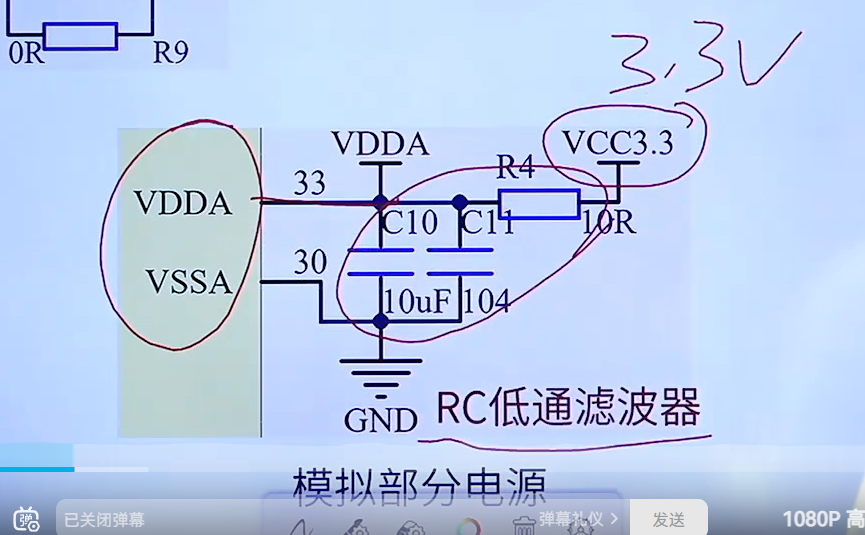 0R R9
3.3V
VDDA VCC3.3
R4
33
VDDA
C10 C11 10R
30
VSSA
10uF 104
GND RC低通滤波器
模拟部分电源
弹
已关闭弹幕 弹幕礼仪 发送 1080P 高